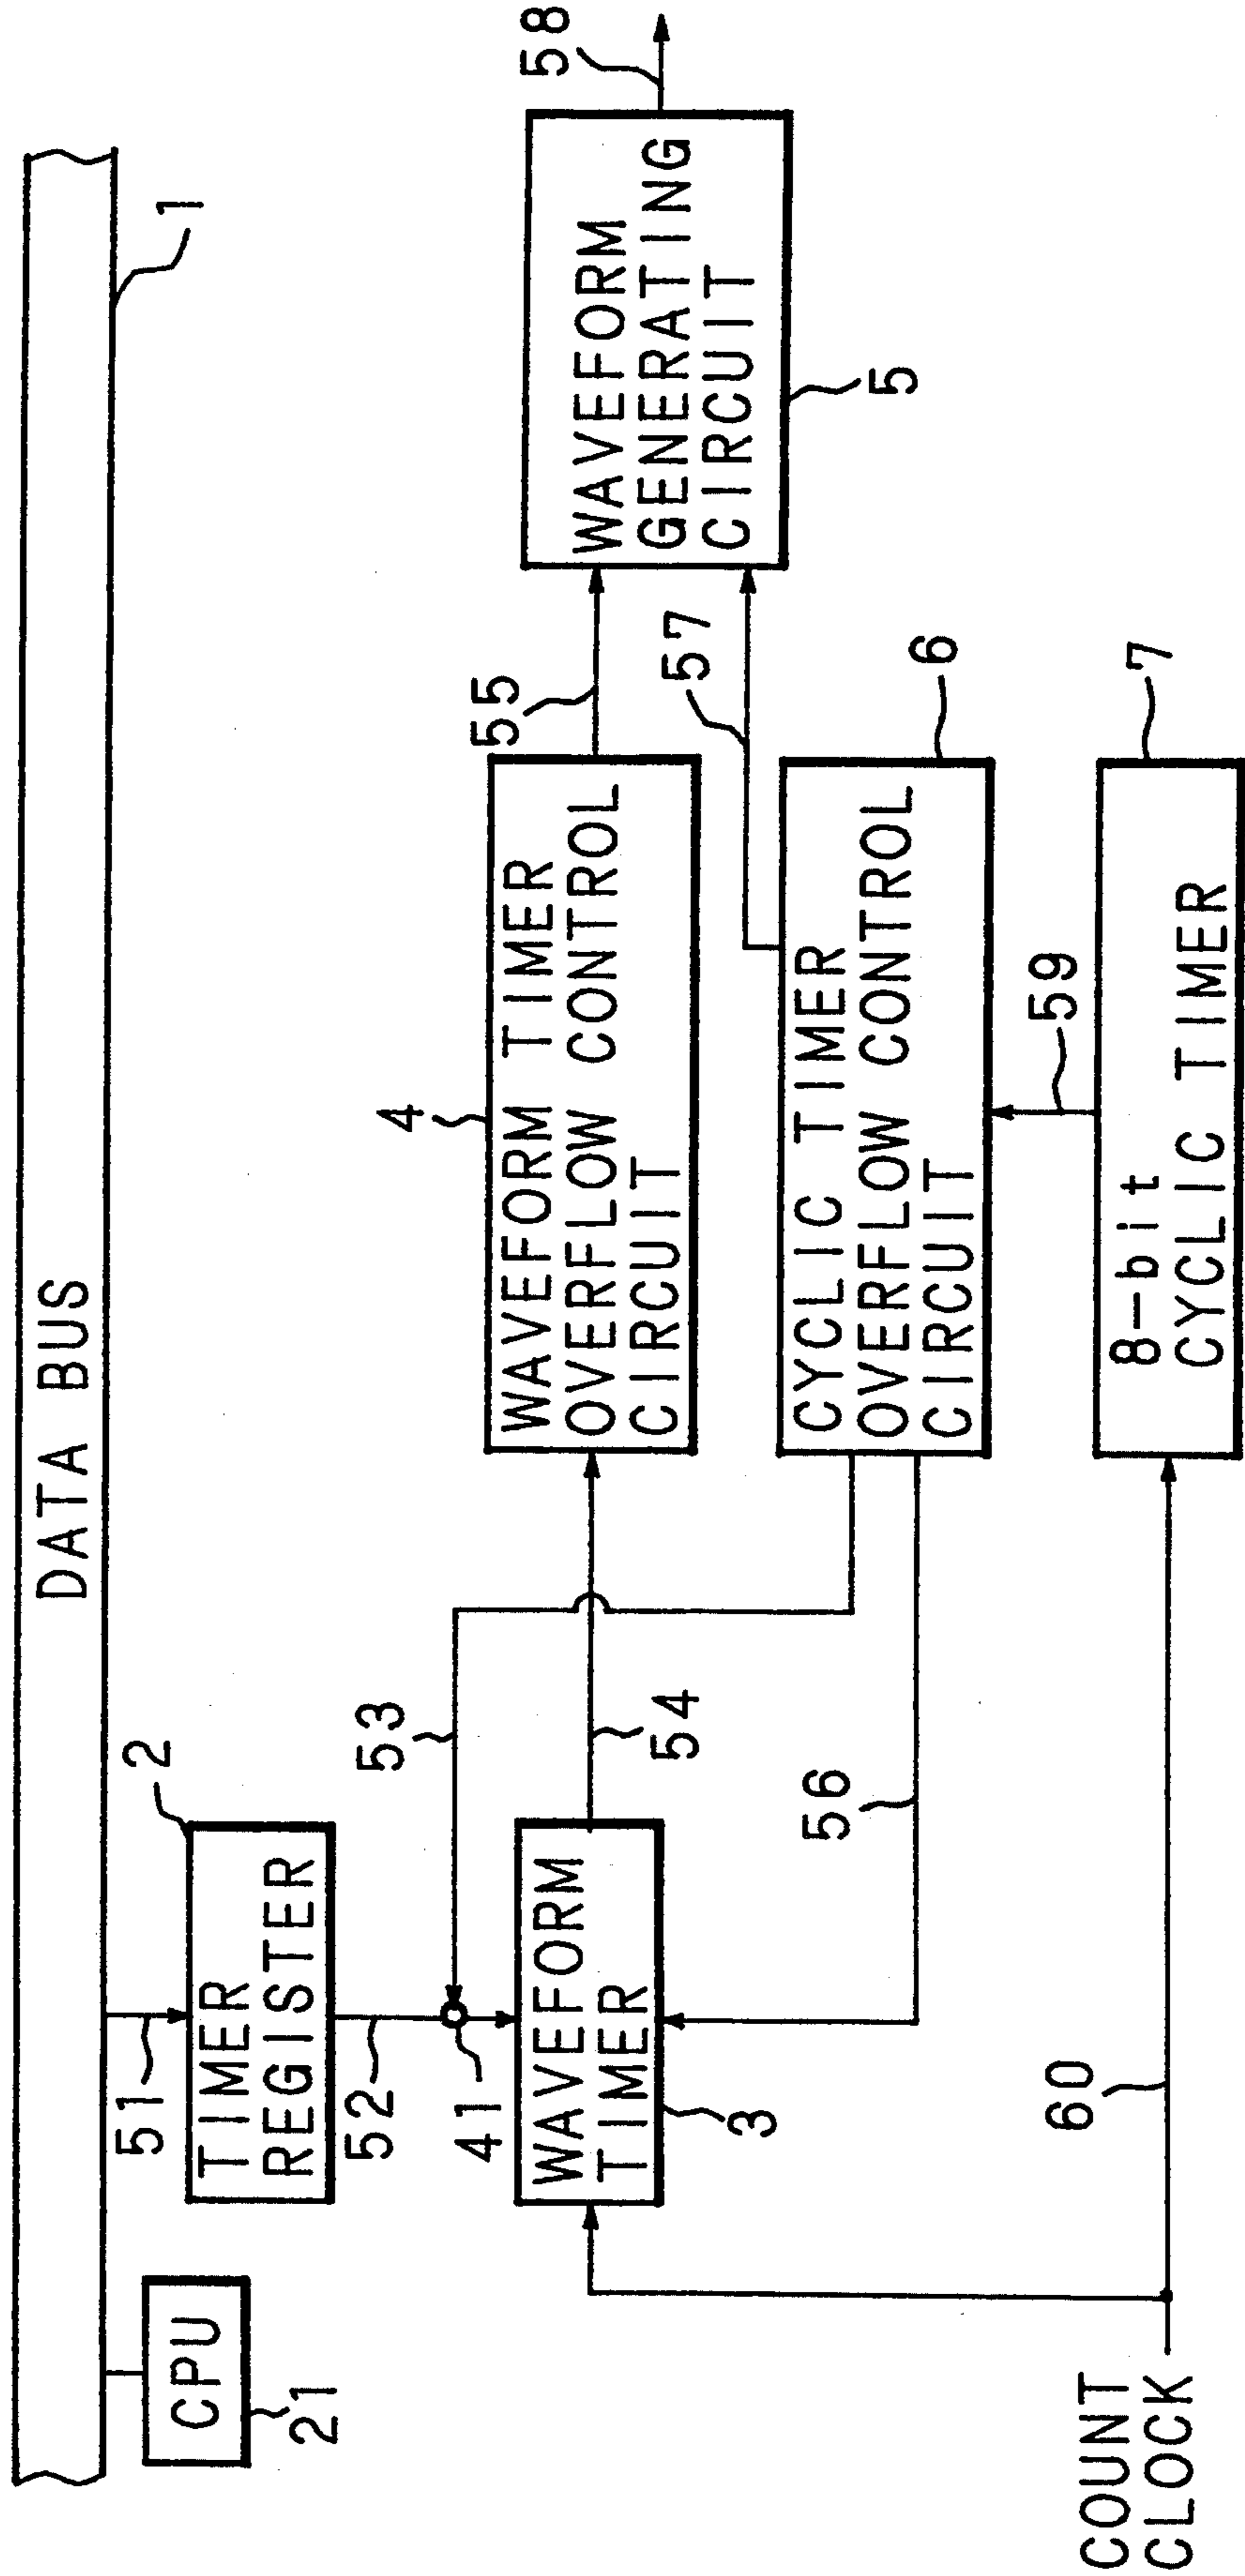 DATA BUS
1
CPU
21
51
2
TIMER
REGISTER
52
53
41
WAVEFORM
TIMER
3
54
4
WAVEFORM TIMER
OVERFLOW CONTROL
CIRCUIT
55
58
WAVEFORM
GENERATING
CIRCUIT
5
57
56
6
CYCLIC TIMER
OVERFLOW CONTROL
CIRCUIT
59
7
8-bit
CYCLIC TIMER
60
COUNT
CLOCK